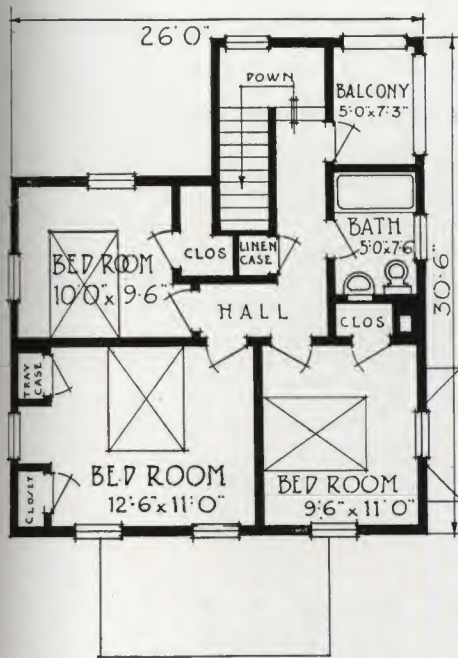 26'0"
DOWN
BALCONY
5'0"x7'3"
BATH
5'0"x7'6"
CLOS
LINEN
CASE
BED ROOM
10'0"x 9'6"
30'6"
HALL
CLOS
TRAY
CASE
BED ROOM
12'6"x 11'0"
BED ROOM
9'6"x 11'0"
CLOSET